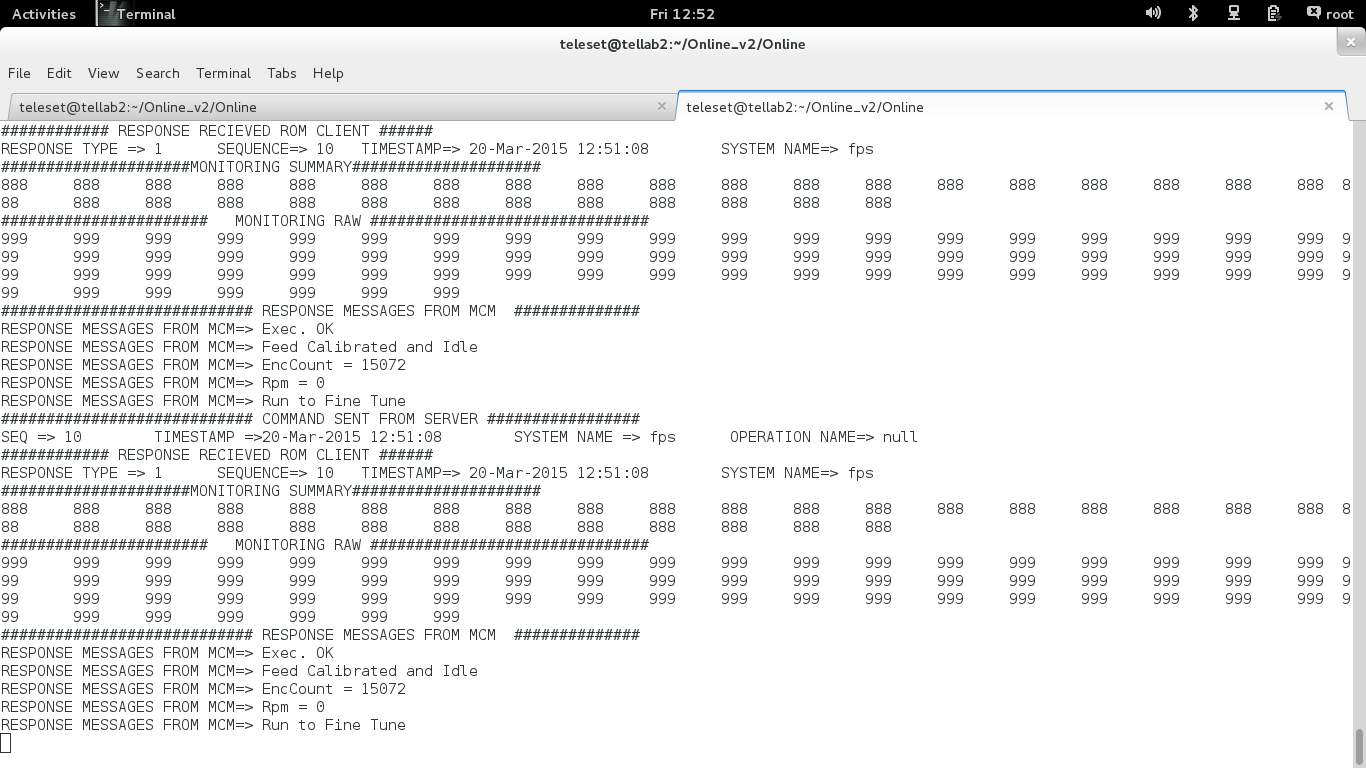 Activities Terminal Fri 12:52 root
teleset@tellab2:~/Online_v2/Online
File Edit View Search Terminal Tabs Help
teleset@tellab2:~/Online_v2/Online teleset@tellab2:~/Online_v2/Online
############ RESPONSE RECIEVED ROM CLIENT ######
RESPONSE TYPE => 1 SEQUENCE=> 10 TIMESTAMP=> 20-Mar-2015 12:51:08 SYSTEM NAME=> fps
#####################MONITORING SUMMARY#####################
888 888 888 888 888 888 888 888 888 888 888 888 888 888 888 888 888 888 8
88 888 888 888 888 888 888 888 888 888 888 888 888
####################### MONITORING RAW ###############################
999 999 999 999 999 999 999 999 999 999 999 999 999 999 999 999 999 999 9
99 999 999 999 999 999 999 999 999 999 999 999 999 999 999 999 999 999 9
99 999 999 999 999 999 999 999 999 999 999 999 999 999 999 999 999 999 9
99 999 999 999 999 999 999
############################ RESPONSE MESSAGES FROM MCM ##############
RESPONSE MESSAGES FROM MCM=> Exec. OK
RESPONSE MESSAGES FROM MCM=> Feed Calibrated and Idle
RESPONSE MESSAGES FROM MCM=> EncCount = 15072
RESPONSE MESSAGES FROM MCM=> Rpm = 0
RESPONSE MESSAGES FROM MCM=> Run to Fine Tune
############################ COMMAND SENT FROM SERVER #################
SEQ => 10 TIMESTAMP =>20-Mar-2015 12:51:08 SYSTEM NAME => fps OPERATION NAME=> null
############ RESPONSE RECIEVED ROM CLIENT ######
RESPONSE TYPE => 1 SEQUENCE=> 10 TIMESTAMP=> 20-Mar-2015 12:51:08 SYSTEM NAME=> fps
#####################MONITORING SUMMARY#####################
888 888 888 888 888 888 888 888 888 888 888 888 888 888 888 888 888 888 8
88 888 888 888 888 888 888 888 888 888 888 888 888
####################### MONITORING RAW ###############################
999 999 999 999 999 999 999 999 999 999 999 999 999 999 999 999 999 999 9
99 999 999 999 999 999 999 999 999 999 999 999 999 999 999 999 999 999 9
99 999 999 999 999 999 999 999 999 999 999 999 999 999 999 999 999 999 9
99 999 999 999 999 999 999
############################ RESPONSE MESSAGES FROM MCM ##############
RESPONSE MESSAGES FROM MCM=> Exec. OK
RESPONSE MESSAGES FROM MCM=> Feed Calibrated and Idle
RESPONSE MESSAGES FROM MCM=> EncCount = 15072
RESPONSE MESSAGES FROM MCM=> Rpm = 0
RESPONSE MESSAGES FROM MCM=> Run to Fine Tune